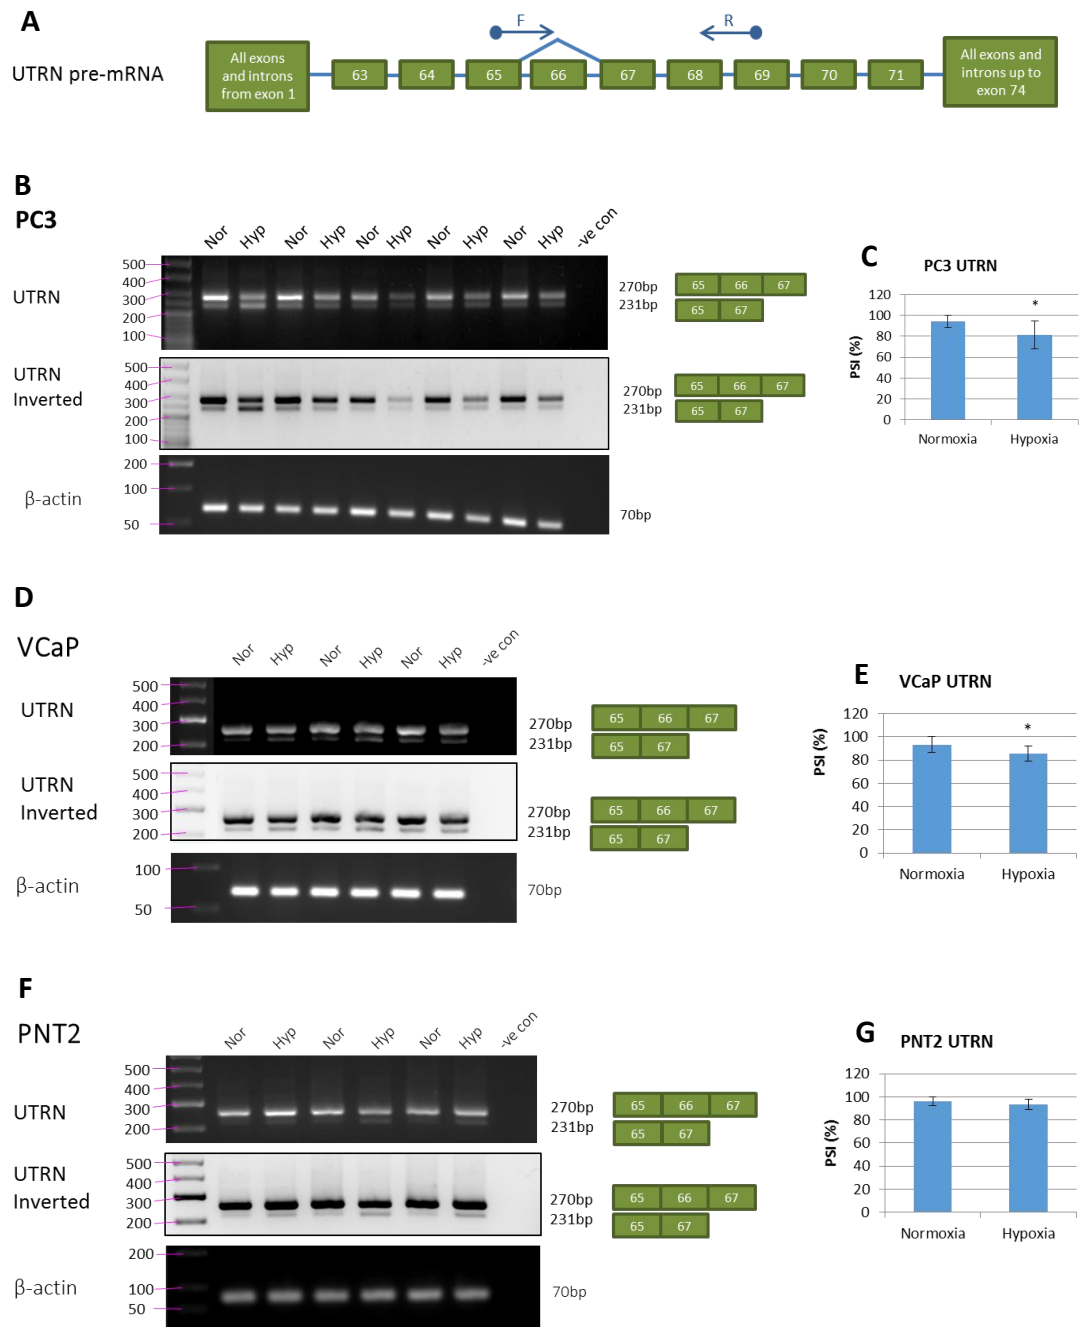 A
F
R
UTRN pre-mRNA
All exons
and introns
from exon 1
63
64
65
66
67
68
69
70
71
All exons and
introns up to
exon 74
B
PC3
Nor Hyp Nor Hyp Nor Hyp Nor Hyp Nor Hyp -ve con
UTRN
500
400
300
200
100
270bp
65 66 67
231bp
65 67
UTRN
Inverted
500
400
300
200
100
270bp
65 66 67
231bp
65 67
β-actin
200
100
50
70bp
C
PC3 UTRN
PSI (%)
120
100
80
60
40
20
0
*
Normoxia
Hypoxia
D
VCaP
Nor Hyp Nor Hyp Nor Hyp -ve con
UTRN
500
400
300
200
270bp
65 66 67
231bp
65 67
UTRN
Inverted
500
400
300
200
270bp
65 66 67
231bp
65 67
β-actin
100
50
70bp
E
VCaP UTRN
PSI (%)
120
100
80
60
40
20
0
*
Normoxia
Hypoxia
F
PNT2
Nor Hyp Nor Hyp Nor Hyp -ve con
UTRN
500
400
300
200
270bp
65 66 67
231bp
65 67
UTRN
Inverted
500
400
300
200
270bp
65 66 67
231bp
65 67
β-actin
200
100
50
70bp
G
PNT2 UTRN
PSI (%)
120
100
80
60
40
20
0
Normoxia
Hypoxia